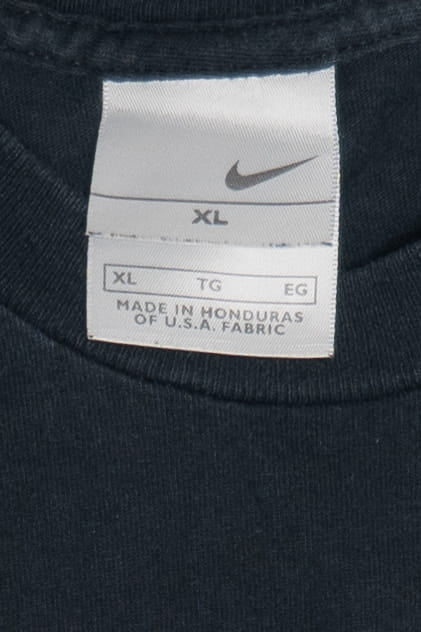 XL
XL TG EG
MADE IN HONDURAS
OF U.S.A. FABRIC